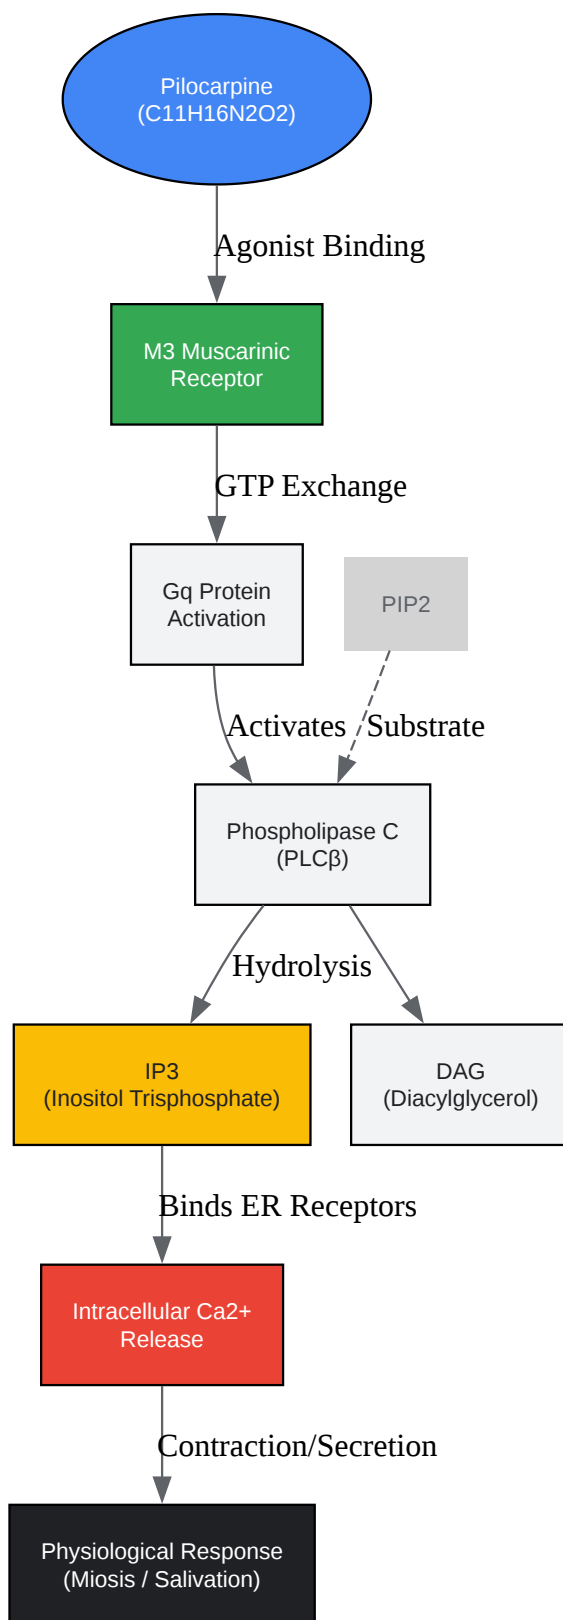 Pilocarpine
(C11H16N2O2)
Agonist Binding
M3 Muscarinic
Receptor
GTP Exchange
Gq Protein
Activation
PIP2
Activates
Substrate
Phospholipase C
(PLCβ)
Hydrolysis
IP3
(Inositol Trisphosphate)
DAG
(Diacylglycerol)
Binds ER Receptors
Intracellular Ca2+
Release
Contraction/Secretion
Physiological Response
(Miosis / Salivation)